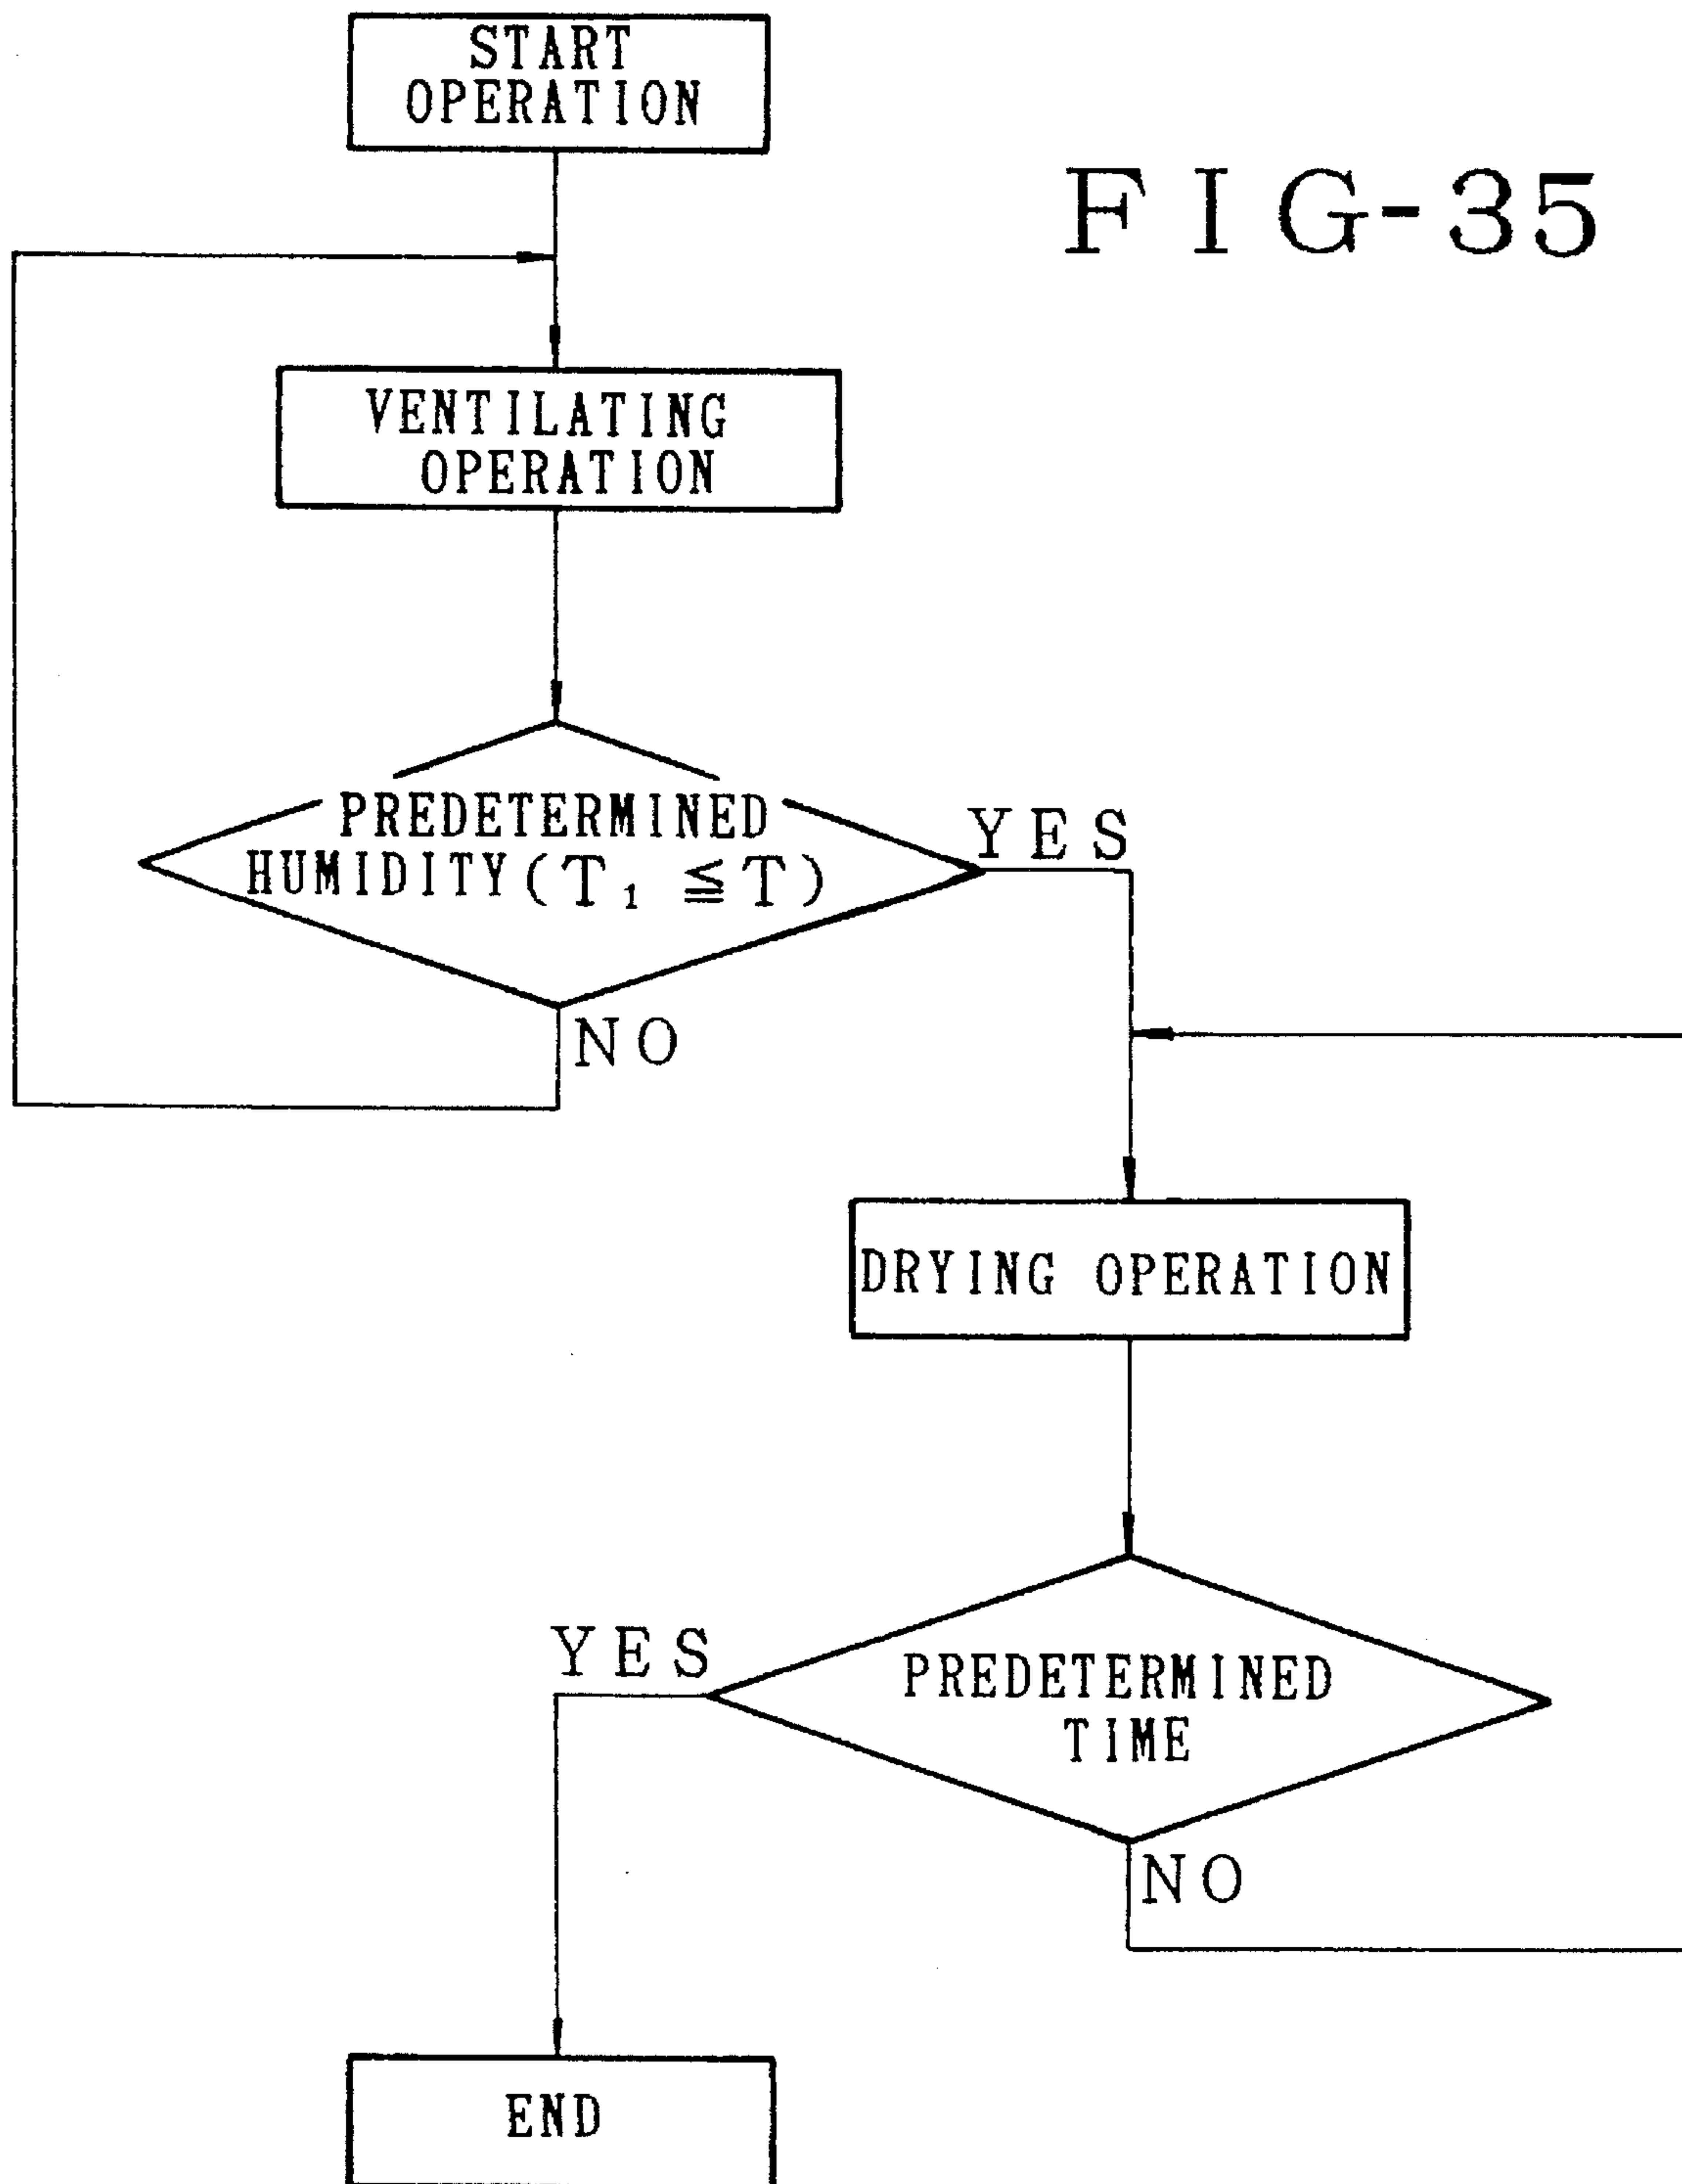 START
OPERATION
FIG-35
VENTILATING
OPERATION
PREDETERMINED
HUMIDITY(T₁ ≦T)
YES
NO
DRYING OPERATION
YES
PREDETERMINED
TIME
NO
END